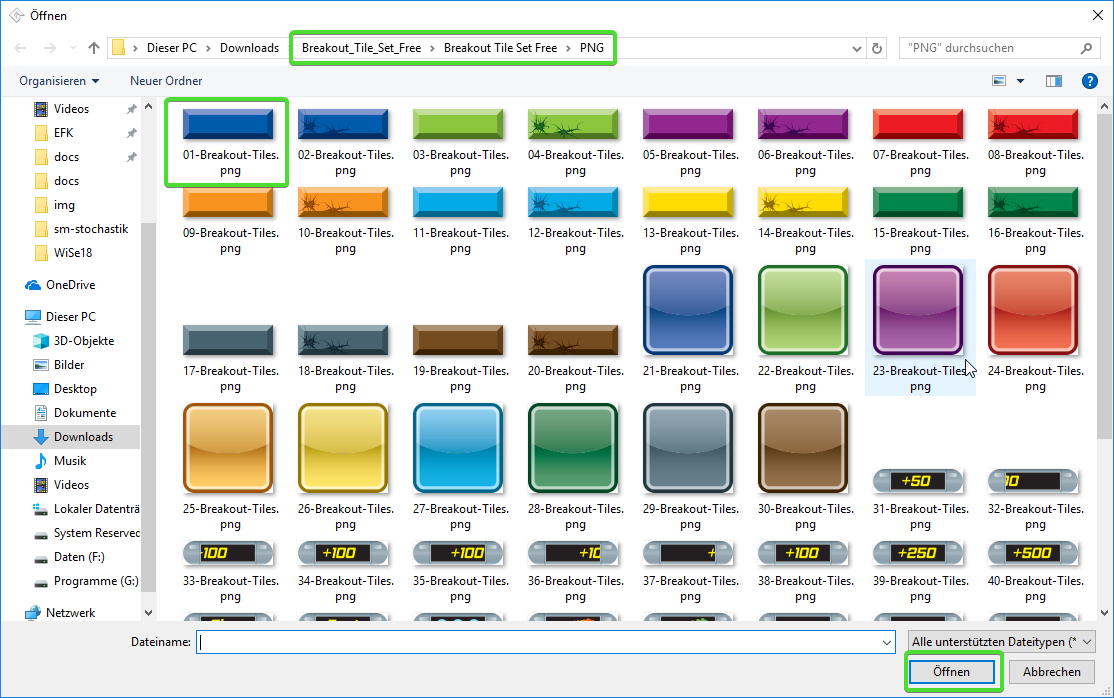 Öffnen
Dieser PC
Downloads
Breakout_Tile_Set_Free
Breakout Tile Set Free
PNG
"PNG" durchsuchen
Organisieren
Neuer Ordner
?
Videos
EFK
docs
docs
img
sm-stochastik
WiSe18
OneDrive
Dieser PC
3D-Objekte
Bilder
Desktop
Dokumente
Downloads
Musik
Videos
Lokaler Datenträ
System Reserved
Daten (F:)
Programme (G:)
Netzwerk
01-Breakout-Tiles.
png
02-Breakout-Tiles.
png
03-Breakout-Tiles.
png
04-Breakout-Tiles.
png
05-Breakout-Tiles.
png
06-Breakout-Tiles.
png
07-Breakout-Tiles.
png
08-Breakout-Tiles.
png
09-Breakout-Tiles.
png
10-Breakout-Tiles.
png
11-Breakout-Tiles.
png
12-Breakout-Tiles.
png
13-Breakout-Tiles.
png
14-Breakout-Tiles.
png
15-Breakout-Tiles.
png
16-Breakout-Tiles.
png
17-Breakout-Tiles.
png
18-Breakout-Tiles.
png
19-Breakout-Tiles.
png
20-Breakout-Tiles.
png
21-Breakout-Tiles.
png
22-Breakout-Tiles.
png
23-Breakout-Tiles.
png
24-Breakout-Tiles.
png
25-Breakout-Tiles.
png
26-Breakout-Tiles.
png
27-Breakout-Tiles.
png
28-Breakout-Tiles.
png
29-Breakout-Tiles.
png
30-Breakout-Tiles.
png
+50
31-Breakout-Tiles.
png
10
32-Breakout-Tiles.
png
+100
33-Breakout-Tiles.
png
+100
34-Breakout-Tiles.
png
+100
35-Breakout-Tiles.
png
+10
36-Breakout-Tiles.
png
+
37-Breakout-Tiles.
png
+100
38-Breakout-Tiles.
png
+250
39-Breakout-Tiles.
png
+500
40-Breakout-Tiles.
png
Dateiname:
Alle unterstützten Dateitypen (*
Öffnen
Abbrechen